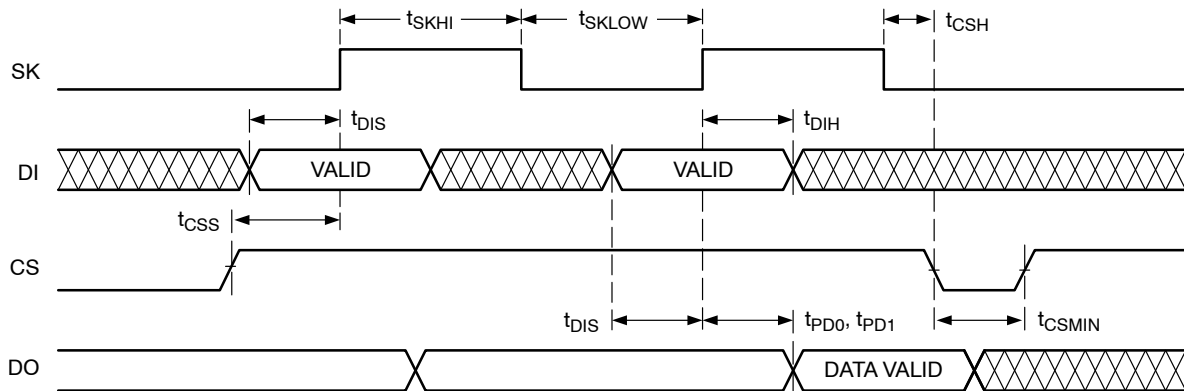 tSKHI
tSKLOW
tCSH
SK
tDIS
tDIH
DI
VALID
VALID
tCSS
CS
tDIS
tPD0, tPD1
tCSMIN
DO
DATA VALID